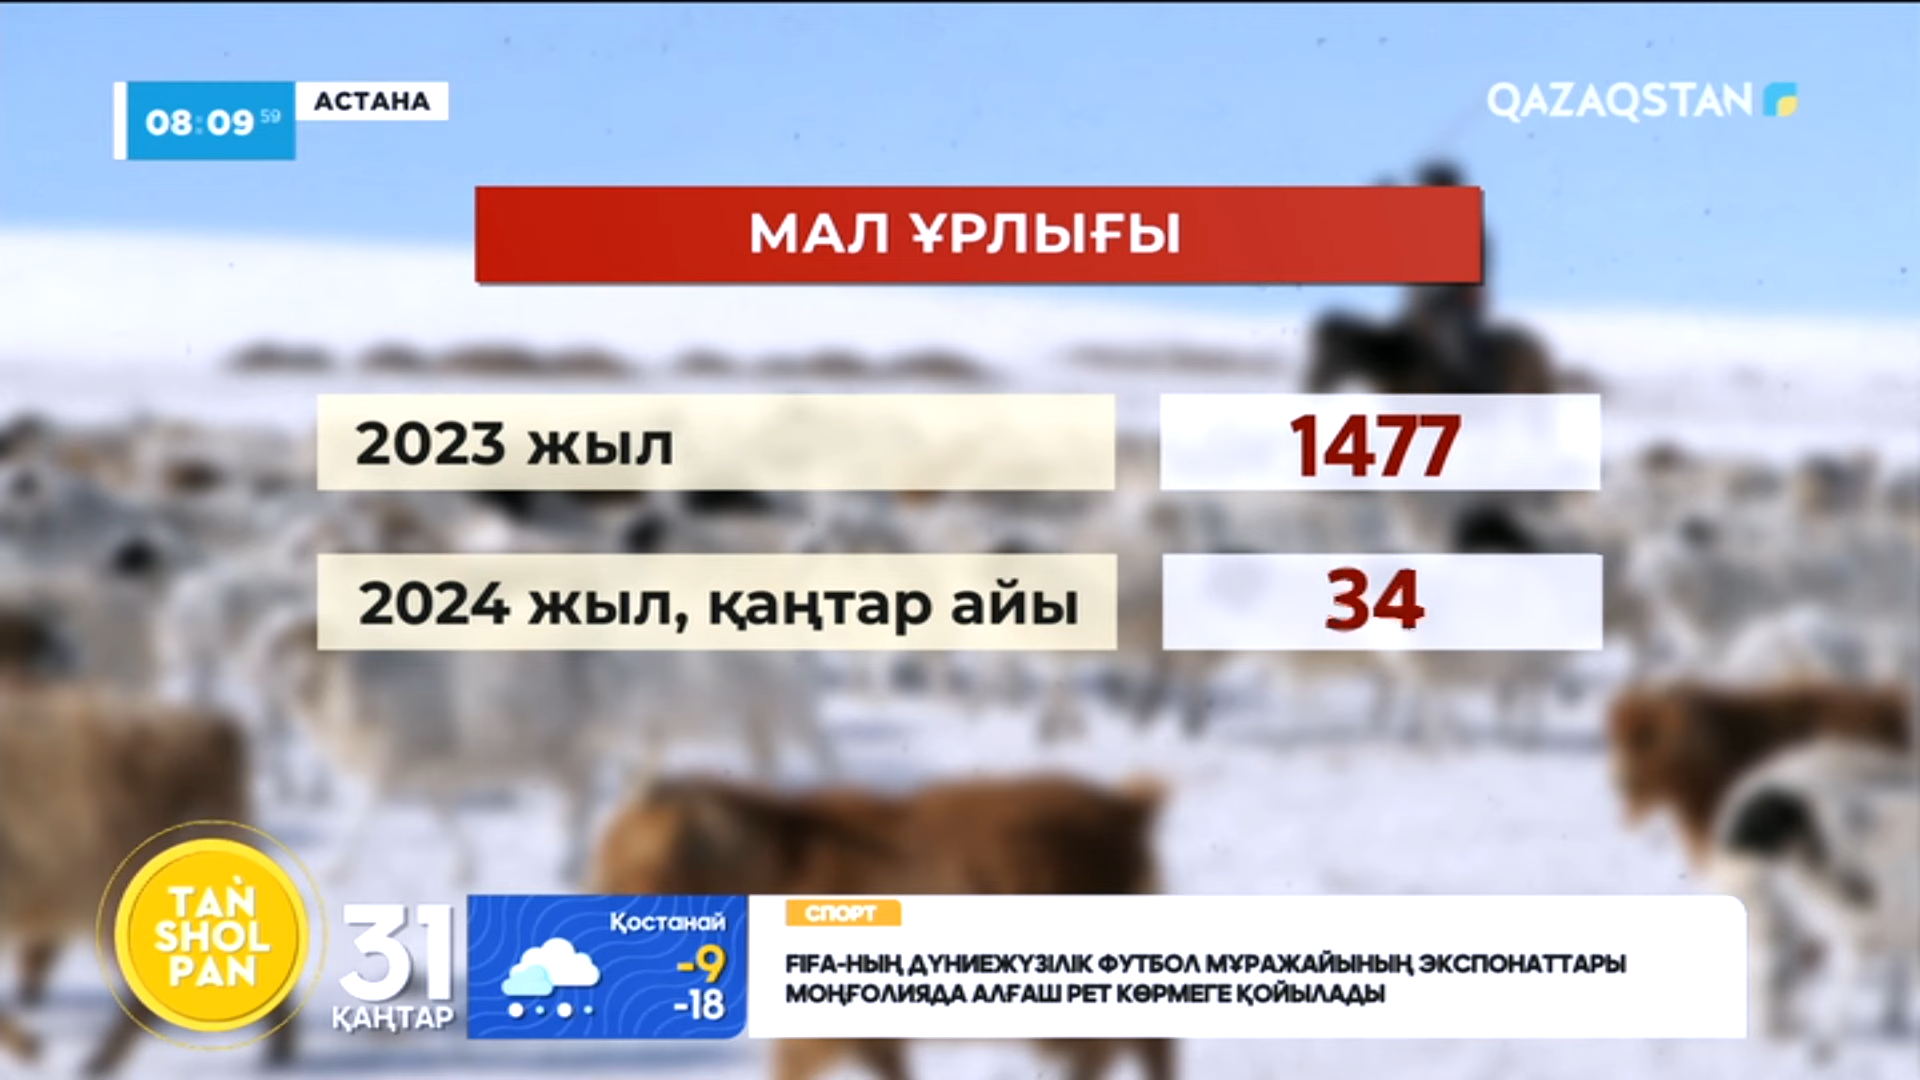 08:09 59
АСТАНА
QAZAQSTAN
МАЛ ҰРЛЫҒЫ
2023 жыл
1477
2024 жыл, қаңтар айы
34
TAŃ
SHOL
PAN
31
ҚАҢТАР
Қостанай
-9
-18
СПОРТ
FIFA-НЫҢ ДҮНИЕЖҮЗІЛІК ФУТБОЛ МҰРАЖАЙЫНЫҢ ЭКСПОНАТТАРЫ
МОҢҒОЛИЯДА АЛҒАШ РЕТ КӨРМЕГЕ ҚОЙЫЛАДЫ